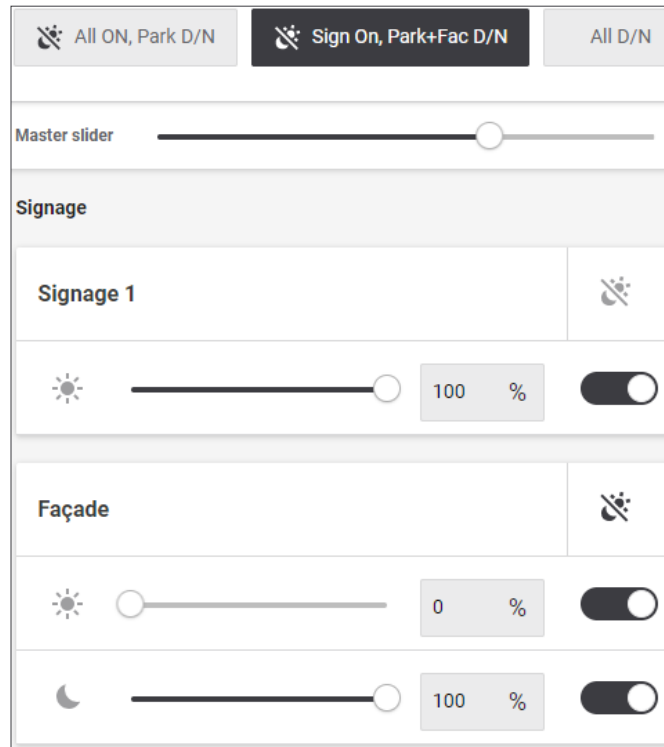 All ON, Park D/N
Sign On, Park+Fac D/N
All D/N
Master slider
Signage
Signage 1
100 %
Façade
0 %
100 %